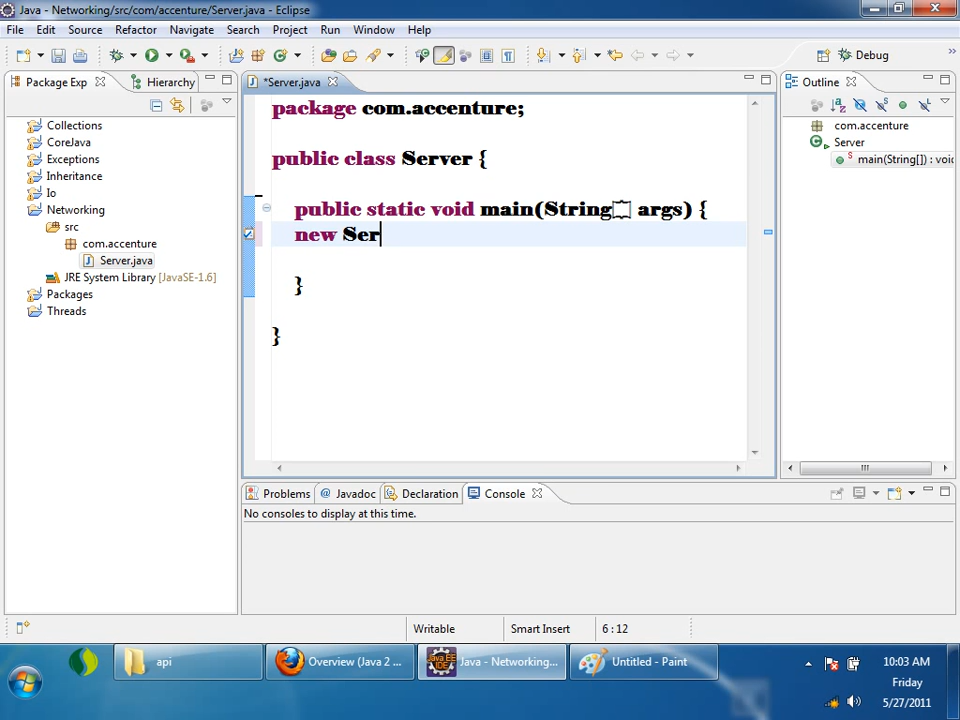 Java - Networking/src/com/accenture/Server.java - Eclipse
File Edit Source Refactor Navigate Search Project Run Window Help
Debug
Package Exp Hierarchy
*Server.java
Outline
Collections
CoreJava
Exceptions
Inheritance
Io
Networking
src
com.accenture
Server.java
JRE System Library [JavaSE-1.6]
Packages
Threads
package com.accenture;
public class Server {
public static void main(String[] args) {
new Ser
}
}
com.accenture
Server
main(String[]) : void
Problems @ Javadoc Declaration Console
No consoles to display at this time.
Writable Smart Insert 6 : 12
api
Overview (Java 2 ...
Java - Networking...
Untitled - Paint
10:03 AM
Friday
5/27/2011